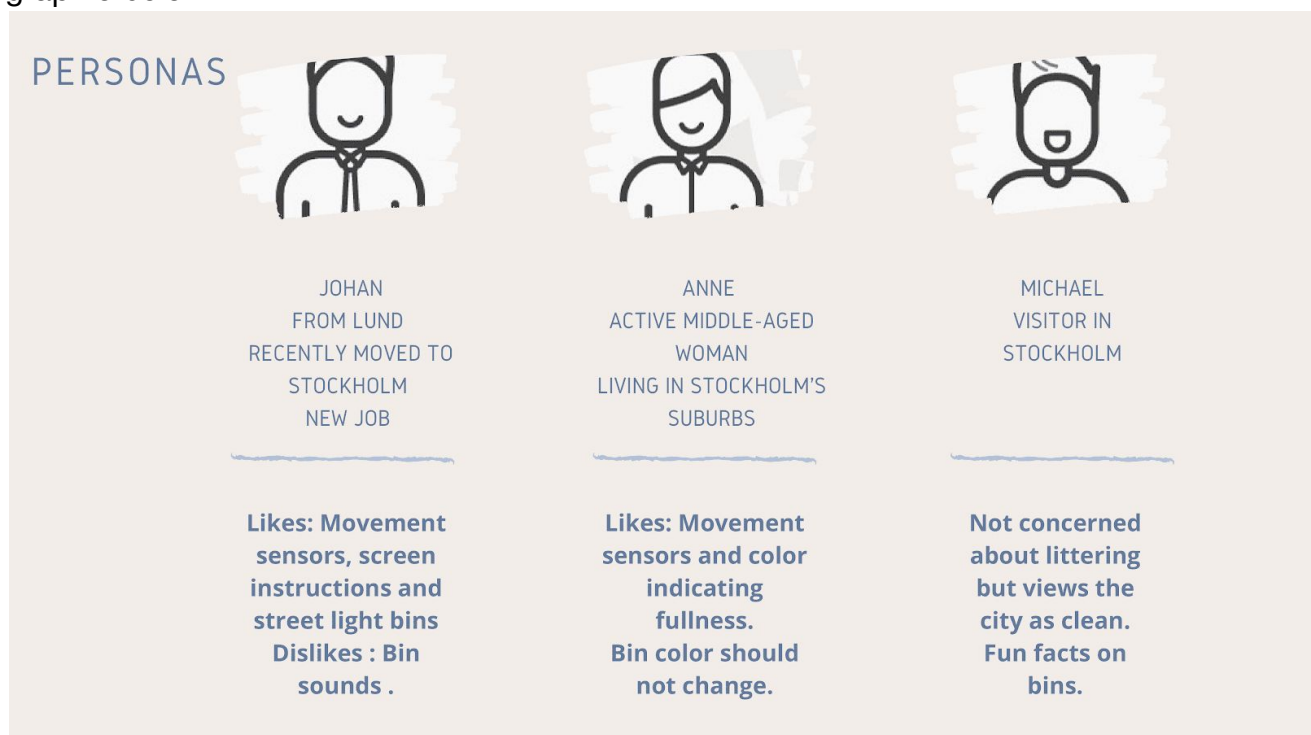 PERSONAS
JOHAN
FROM LUND
RECENTLY MOVED TO
STOCKHOLM
NEW JOB
Likes: Movement
sensors, screen
instructions and
street light bins
Dislikes : Bin
sounds .
ANNE
ACTIVE MIDDLE-AGED
WOMAN
LIVING IN STOCKHOLM'S
SUBURBS
Likes: Movement
sensors and color
indicating
fullness.
Bin color should
not change.
MICHAEL
VISITOR IN
STOCKHOLM
Not concerned
about littering
but views the
city as clean.
Fun facts on
bins.